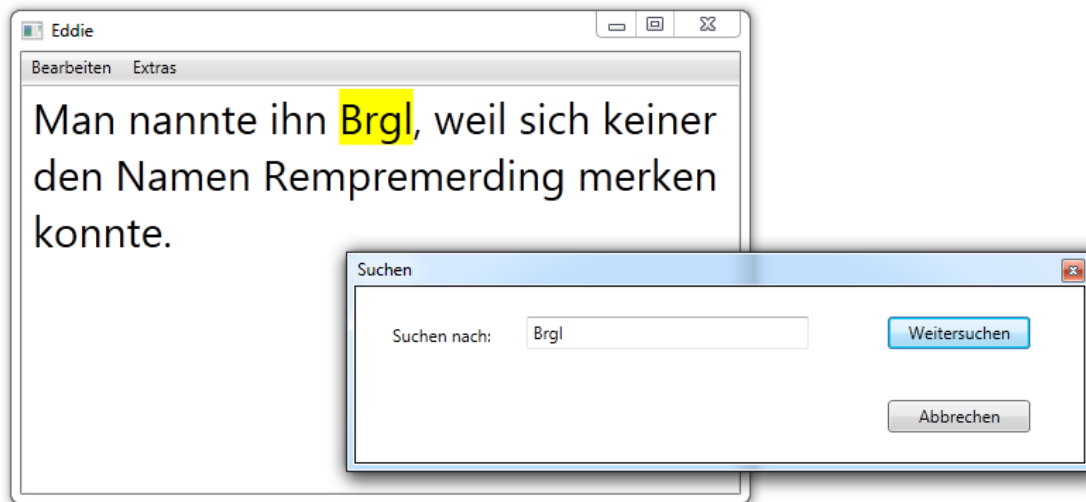 Eddie
Bearbeiten Extras
Man nannte ihn Brgl, weil sich keiner
den Namen Rempremerding merken
konnte.
Suchen
Suchen nach: Brgl Weitersuchen
Abbrechen